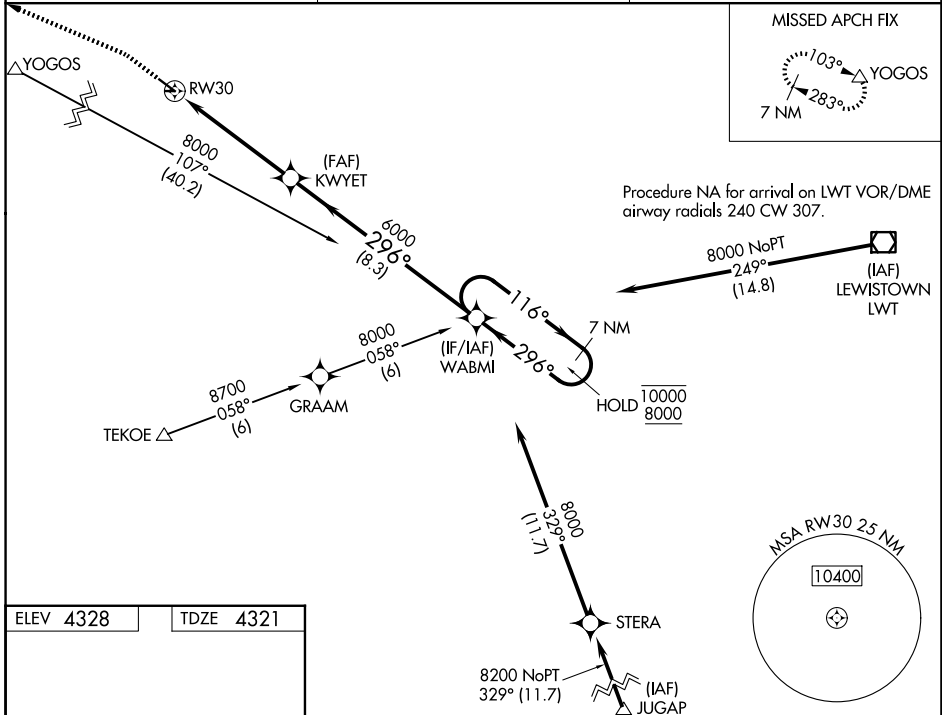 MISSED APCH FIX
103°
YOGOS
283°
7 NM
YOGOS
RW30
8000
107°
(40.2)
(FAF)
KWYET
6000
296°
(8.3)
Procedure NA for arrival on LWT VOR/DME
airway radials 240 CW 307.
8000 NoPT
249°
(14.8)
(IAF)
LEWISTOWN
LWT
116°
7 NM
296°
(IF/IAF)
WABMI
HOLD 10000
8000
8000
058°
(6)
GRAAM
8700
058°
(6)
TEKOE
8000
329°
(11.7)
STERA
8200 NoPT
329° (11.7)
(IAF)
JUGAP
MSA RW30 25 NM
10400
ELEV 4328
TDZE 4321